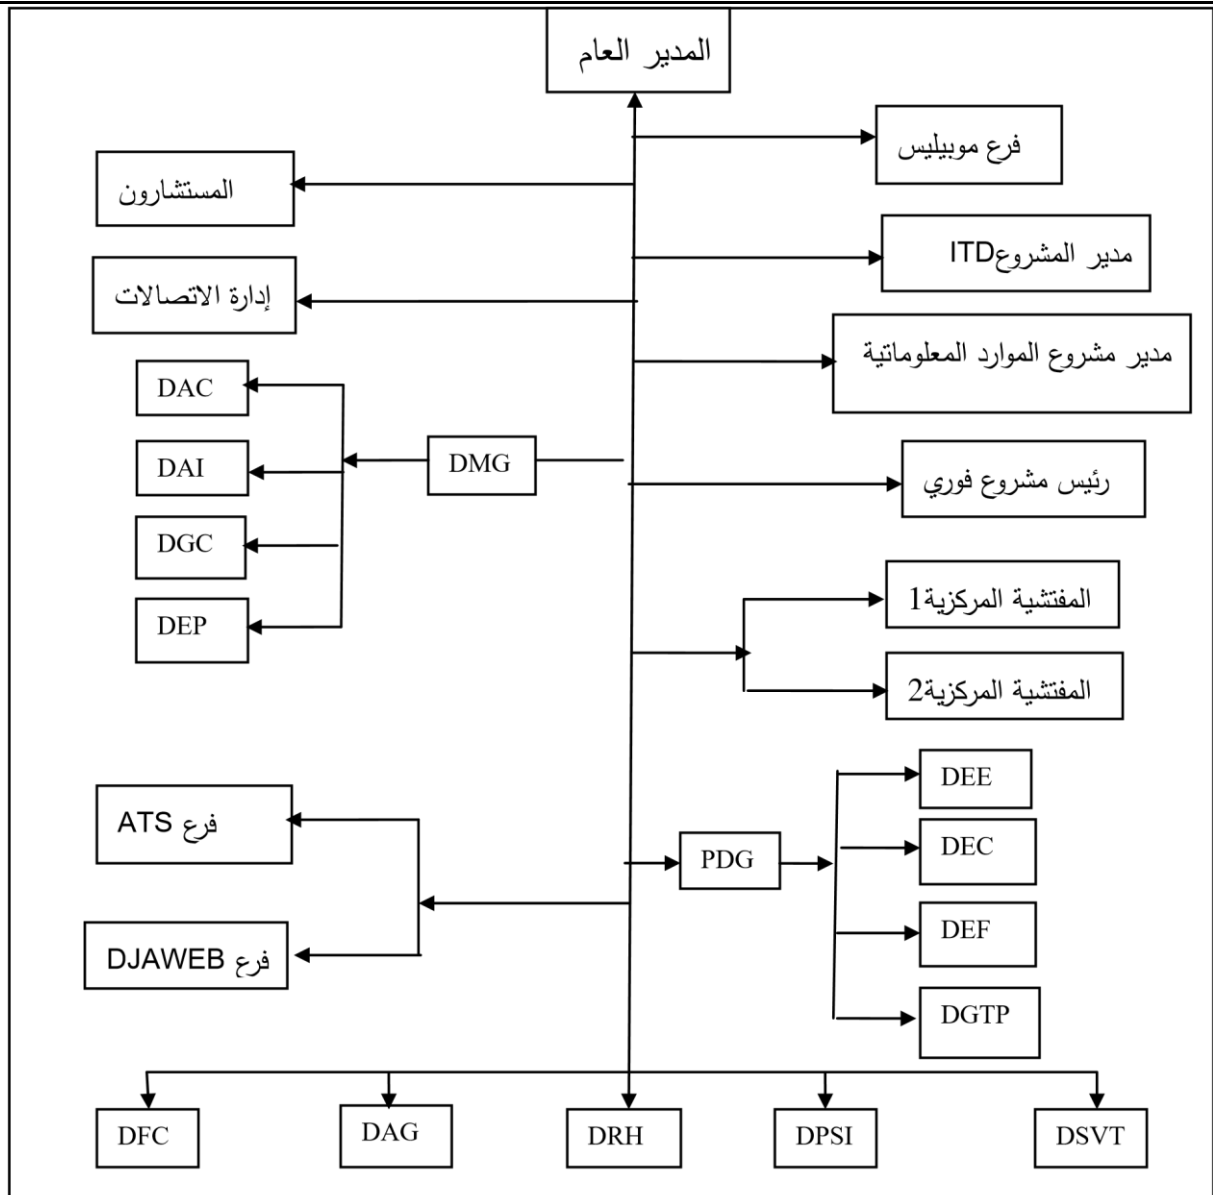 المدير العام
فرع موبيليس
المستشارون
مدير المشروعITD
إدارة الاتصالات
مدير مشروع الموارد المعلوماتية
DAC
DMG
DAI
رئيس مشروع فوري
DGC
المفتشية المركزية1
DEP
المفتشية المركزية2
DEE
فرع ATS
DEC
PDG
DEF
فرع DJAWEB
DGTP
DFC
DAG
DRH
DPSI
DSVT